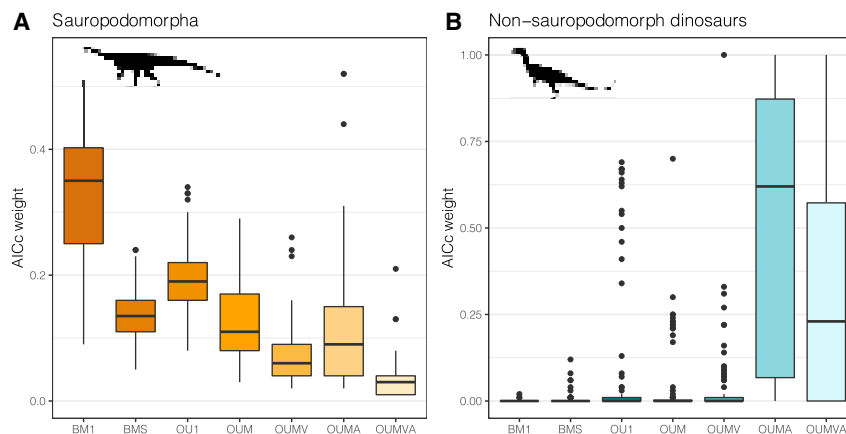 A Sauropodomorpha
AICc weight
0.4
0.2
0.0
BM1 BMS OU1 OUM OUMV OUMA OUMVA
B Non−sauropodomorph dinosaurs
AICc weight
1.00
0.75
0.50
0.25
0.00
BM1 BMS OU1 OUM OUMV OUMA OUMVA